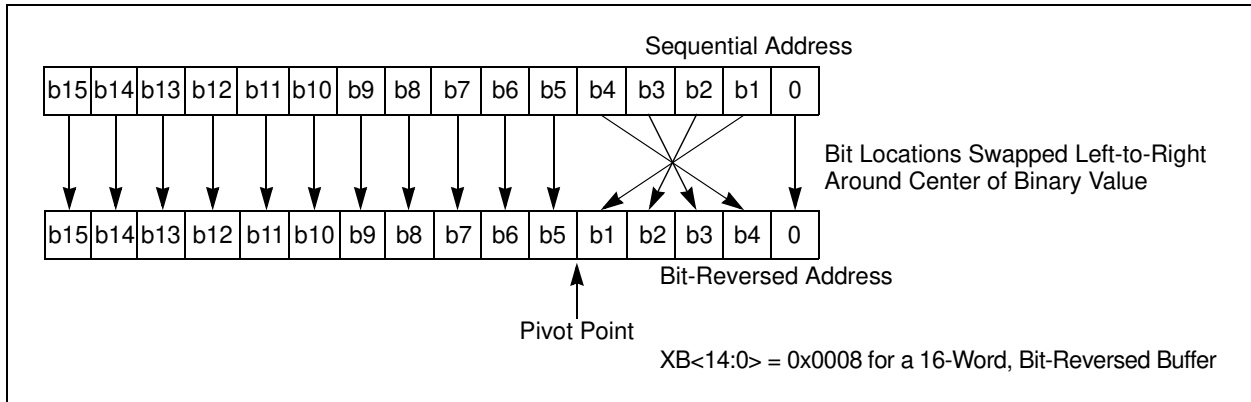 Sequential Address
b15 b14 b13 b12 b11 b10 b9 b8 b7 b6 b5 b4 b3 b2 b1 0
Bit Locations Swapped Left-to-Right
Around Center of Binary Value
b15 b14 b13 b12 b11 b10 b9 b8 b7 b6 b5 b1 b2 b3 b4 0
Bit-Reversed Address
Pivot Point
XB<14:0> = 0x0008 for a 16-Word, Bit-Reversed Buffer